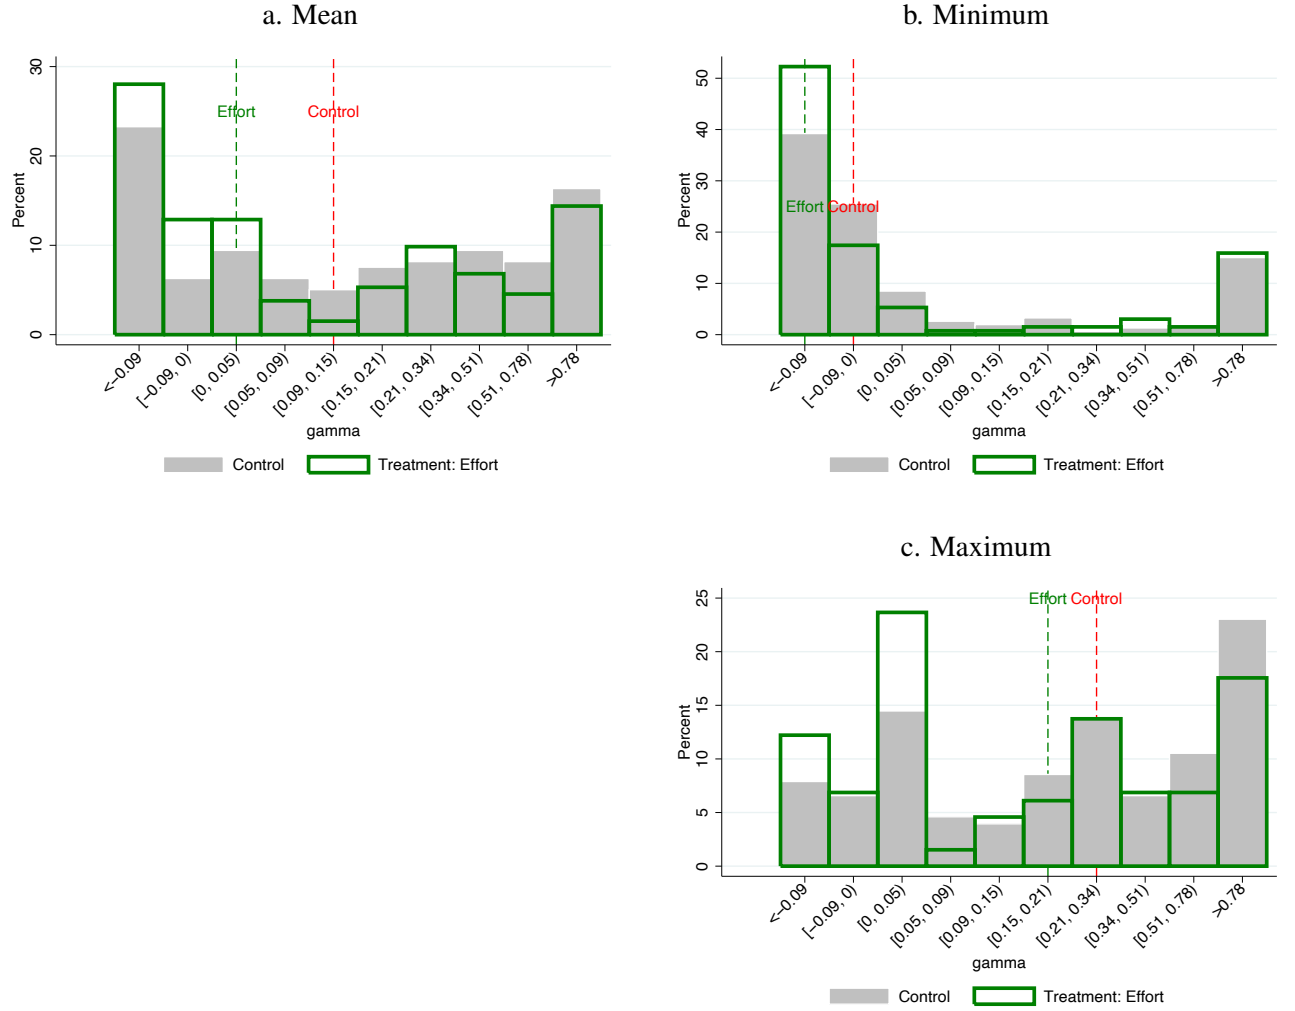 a. Mean
Percent
30
20
10
0
Effort
Control
<−0.09
[−0.09, 0)
[0, 0.05)
[0.05, 0.09)
[0.09, 0.15)
[0.15, 0.21)
[0.21, 0.34)
[0.34, 0.51)
[0.51, 0.78)
>0.78
gamma
Control
Treatment: Effort
b. Minimum
Percent
50
40
30
20
10
0
Effort
Control
<−0.09
[−0.09, 0)
[0, 0.05)
[0.05, 0.09)
[0.09, 0.15)
[0.15, 0.21)
[0.21, 0.34)
[0.34, 0.51)
[0.51, 0.78)
>0.78
gamma
Control
Treatment: Effort
c. Maximum
Percent
25
20
15
10
5
0
Effort
Control
<−0.09
[−0.09, 0)
[0, 0.05)
[0.05, 0.09)
[0.09, 0.15)
[0.15, 0.21)
[0.21, 0.34)
[0.34, 0.51)
[0.51, 0.78)
>0.78
gamma
Control
Treatment: Effort